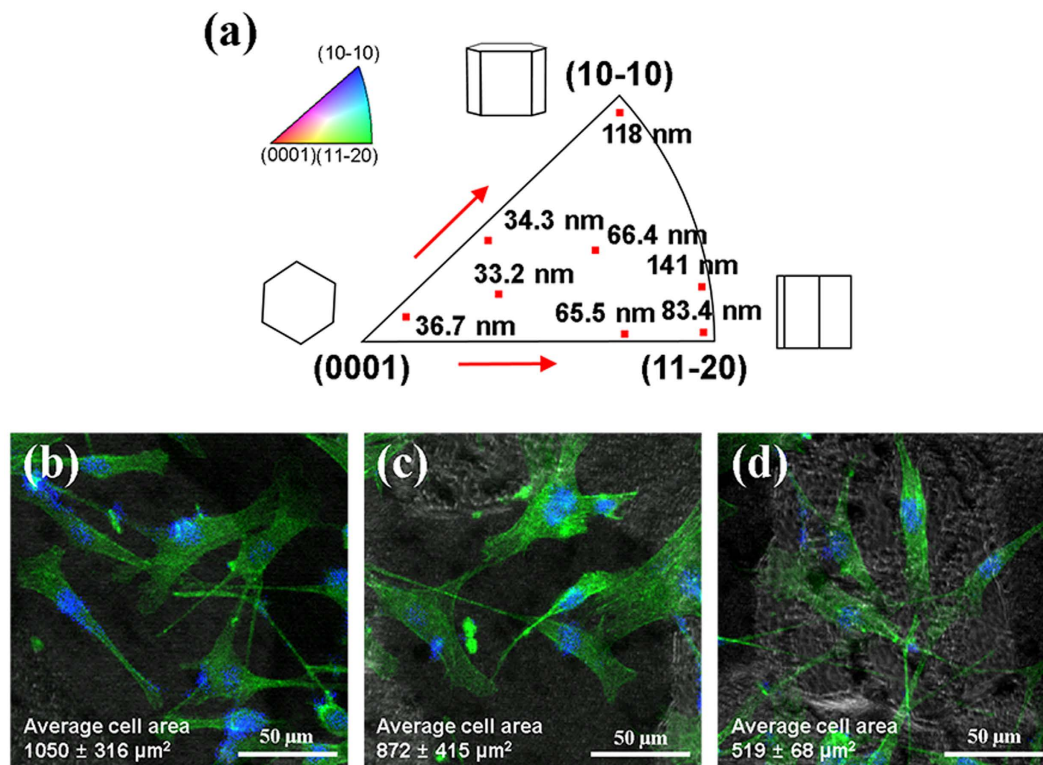 (a)
(10-10)
(0001)(11-20)
(10-10)
118 nm
34.3 nm
66.4 nm
33.2 nm
141 nm
36.7 nm
65.5 nm
83.4 nm
(0001)
(11-20)
(b)
Average cell area
1050 ± 316 µm²
50 µm
(c)
Average cell area
872 ± 415 µm²
50 µm
(d)
Average cell area
519 ± 68 µm²
50 µm